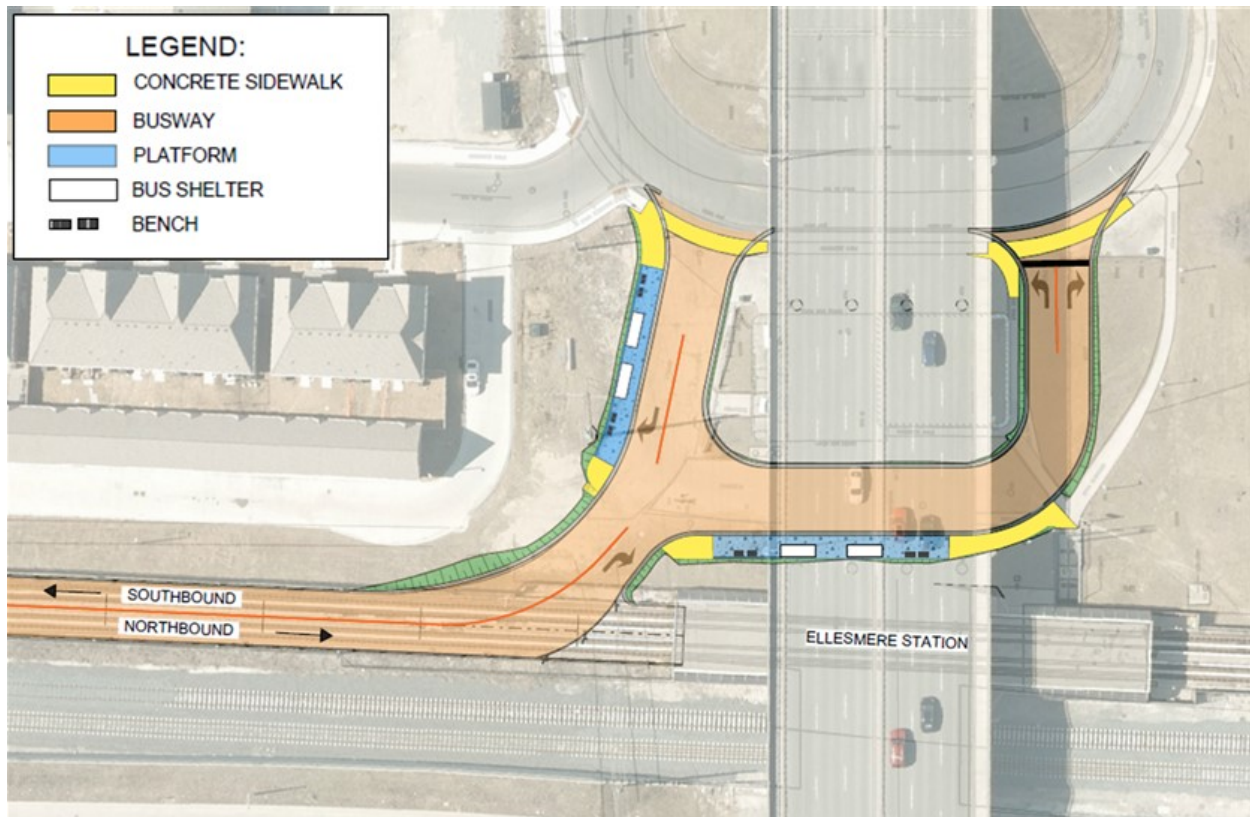 LEGEND:
CONCRETE SIDEWALK
BUSWAY
PLATFORM
BUS SHELTER
BENCH
SOUTHBOUND
NORTHBOUND
ELLESMERE STATION